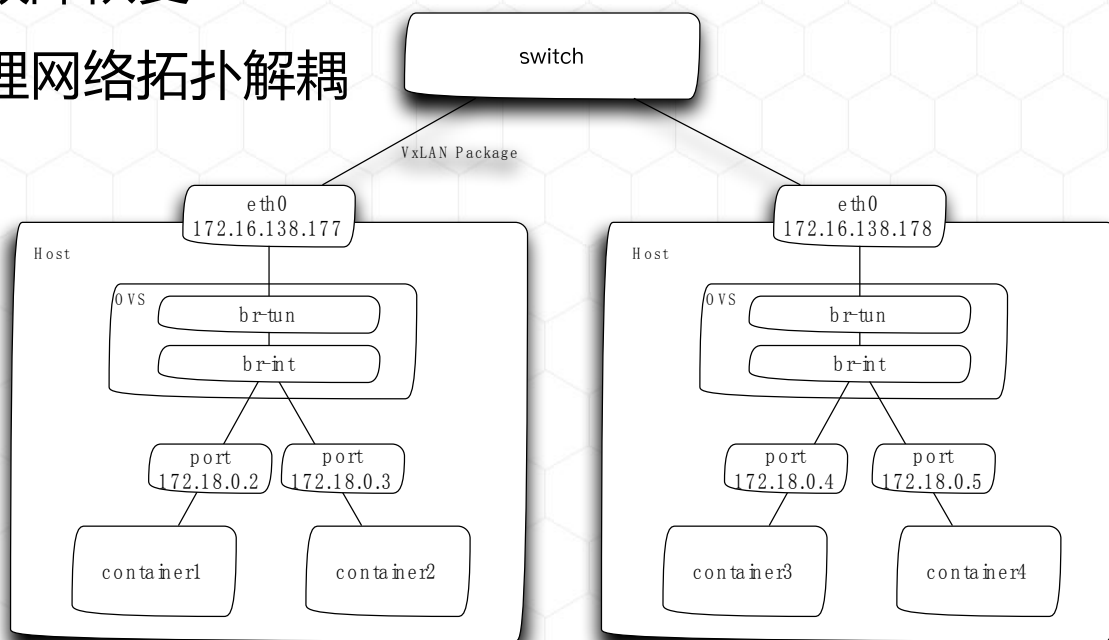 理网络拓扑解耦
switch
VxLAN Package
eth0
172.16.138.177
eth0
172.16.138.178
Host
Host
OVS
br-tun
OVS
br-tun
br-int
br-int
port
172.18.0.2
port
172.18.0.3
port
172.18.0.4
port
172.18.0.5
container1
container2
container3
container4